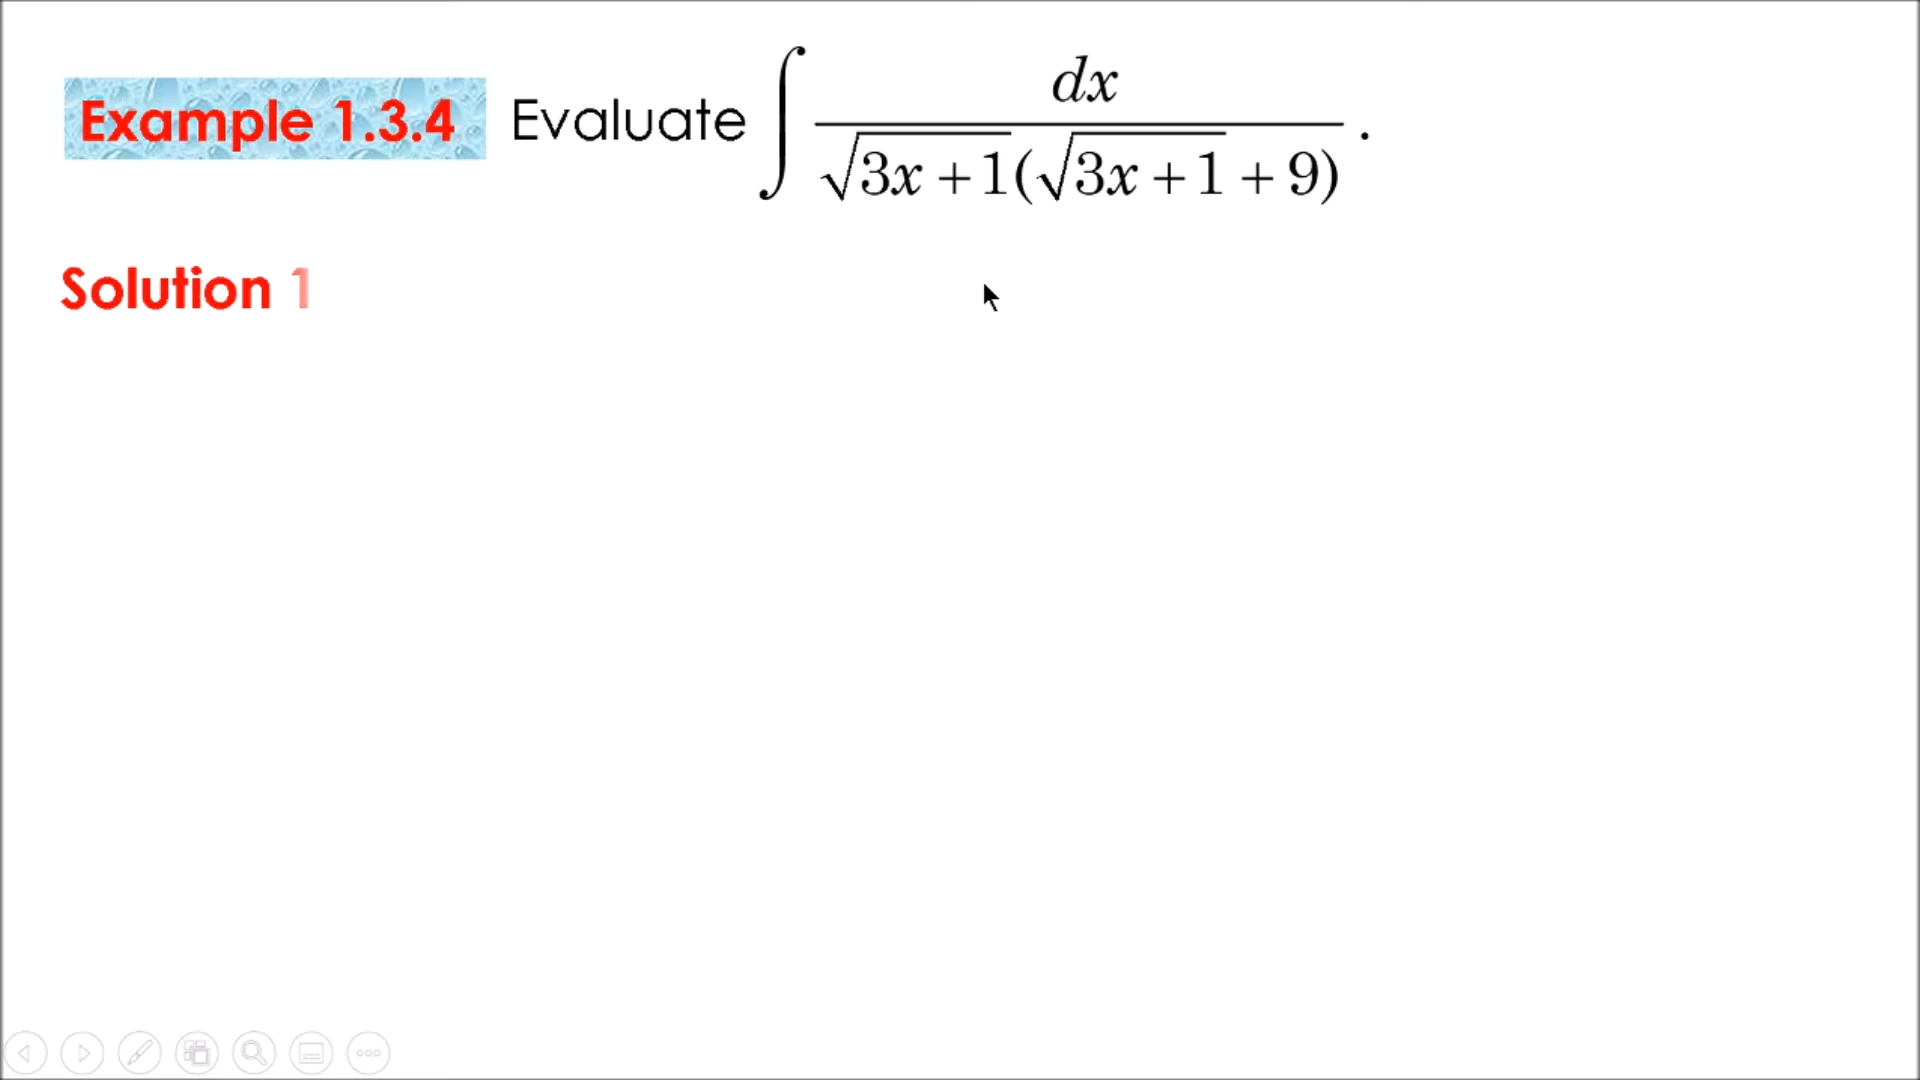 Example 1.3.4 Evaluate ∫ dx / (√(3x+1)(√(3x+1) + 9)) .
Solution 1